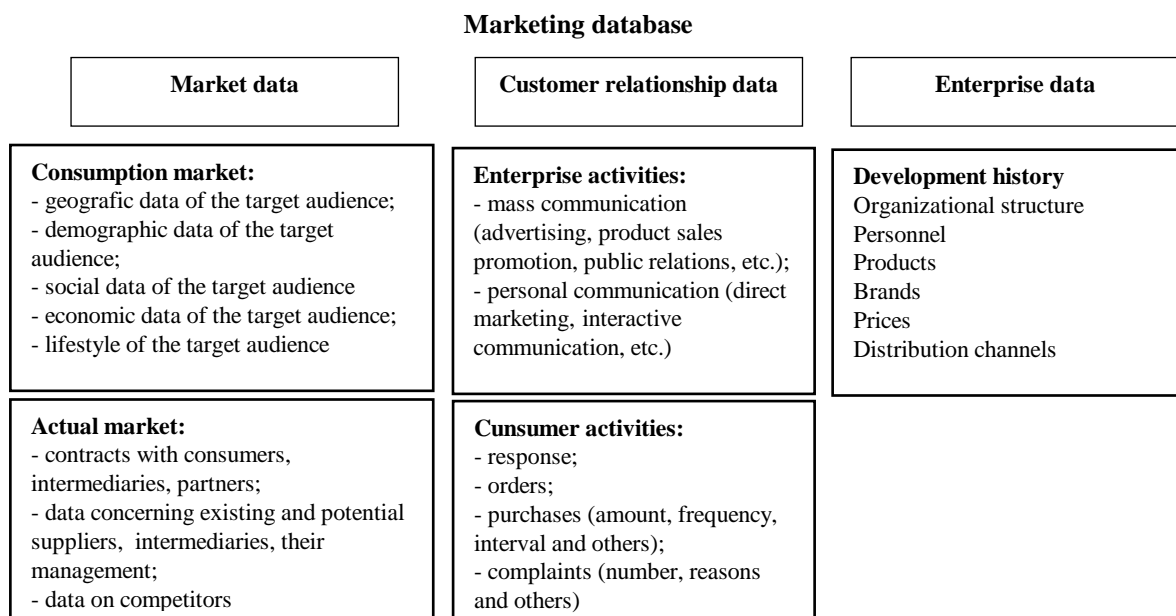 Marketing database
Market data
Customer relationship data
Enterprise data
Consumption market:
- geografic data of the target audience;
- demographic data of the target
audience;
- social data of the target audience
- economic data of the target audience;
- lifestyle of the target audience
Enterprise activities:
- mass communication
(advertising, product sales
promotion, public relations, etc.);
- personal communication (direct
marketing, interactive
communication, etc.)
Development history
Organizational structure
Personnel
Products
Brands
Prices
Distribution channels
Actual market:
- contracts with consumers,
intermediaries, partners;
- data concerning existing and potential
suppliers, intermediaries, their
management;
- data on competitors
Cunsumer activities:
- response;
- orders;
- purchases (amount, frequency,
interval and others);
- complaints (number, reasons
and others)